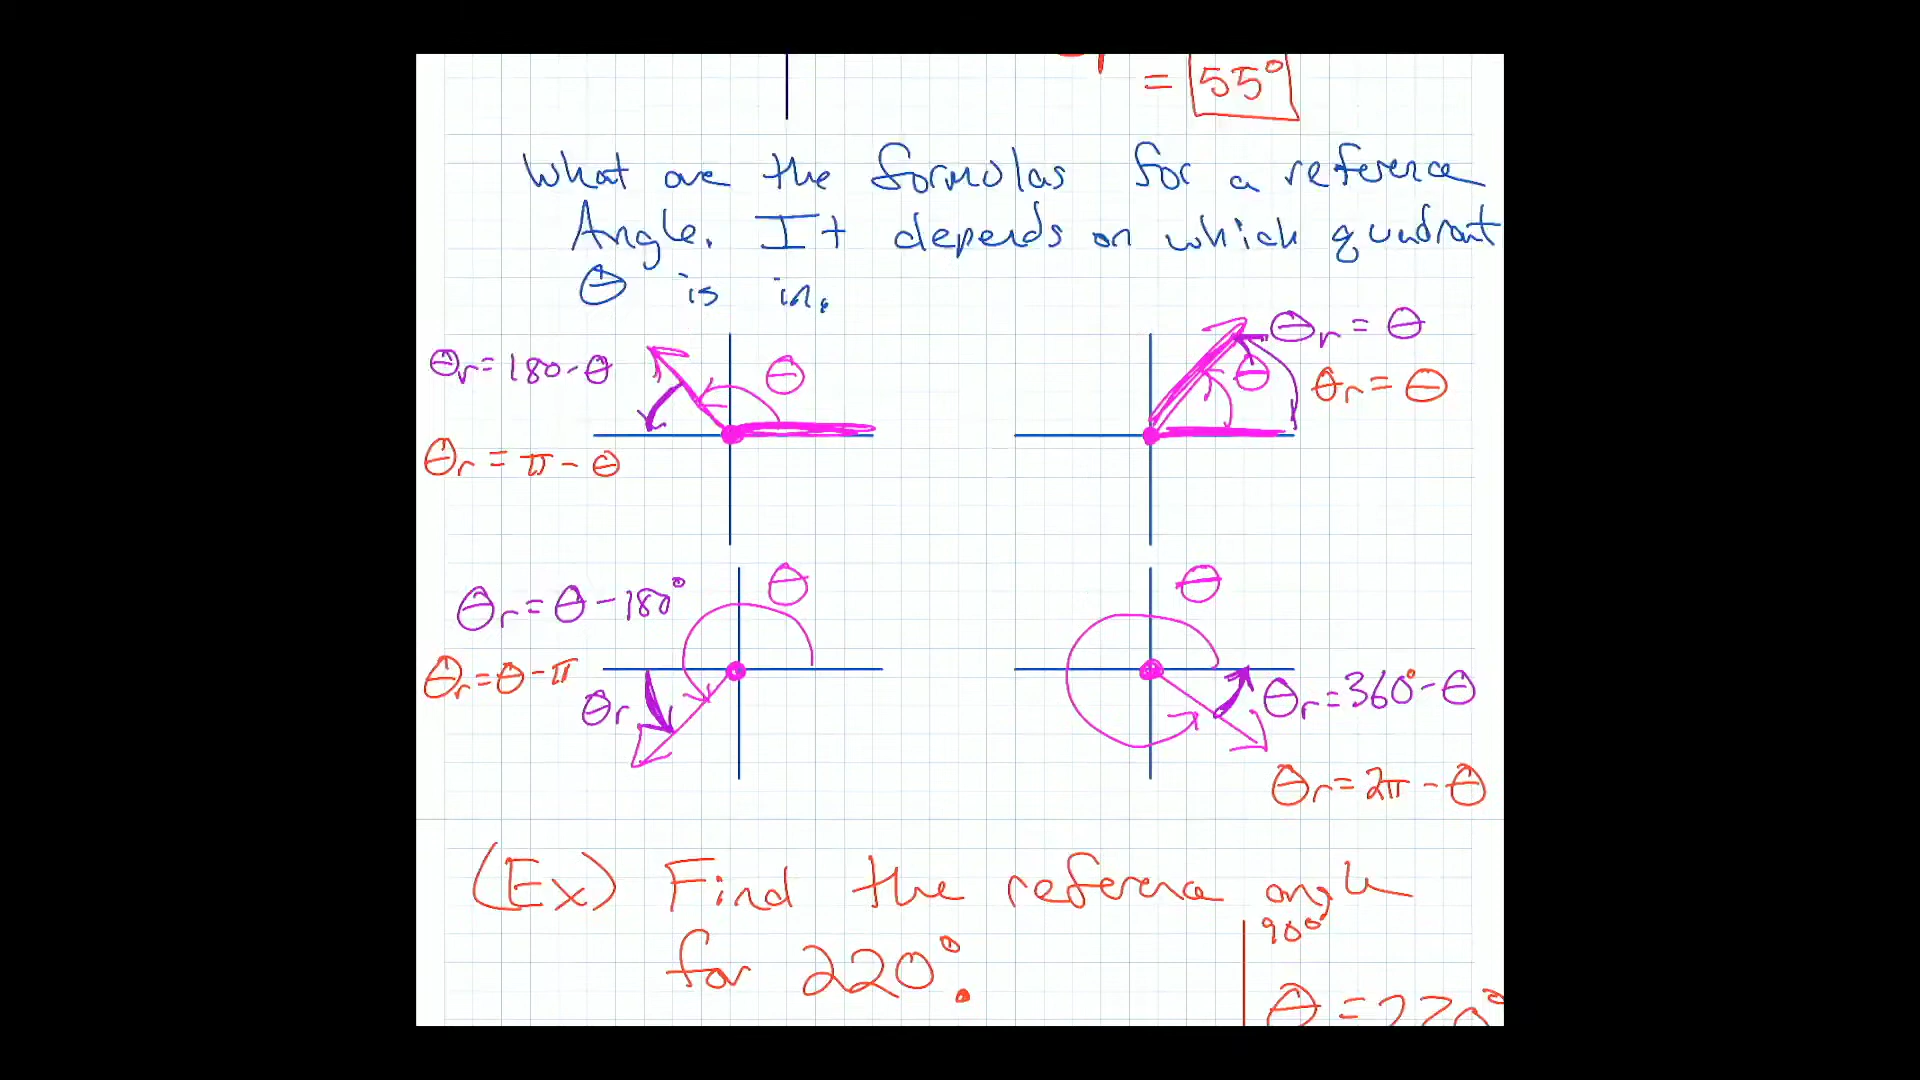 = 55°
What are the formulas for a reference
Angle. It depends on which quadrant
θ is in.
θr = 180 - θ
θ
θr = π - θ
θr = θ
θ
θr = θ
θr = θ - 180°
θ
θr = θ - π
θr
θ
θr = 360° - θ
θr = 2π - θ
(Ex) Find the reference angle
for 220°.
90°
θ = 220°